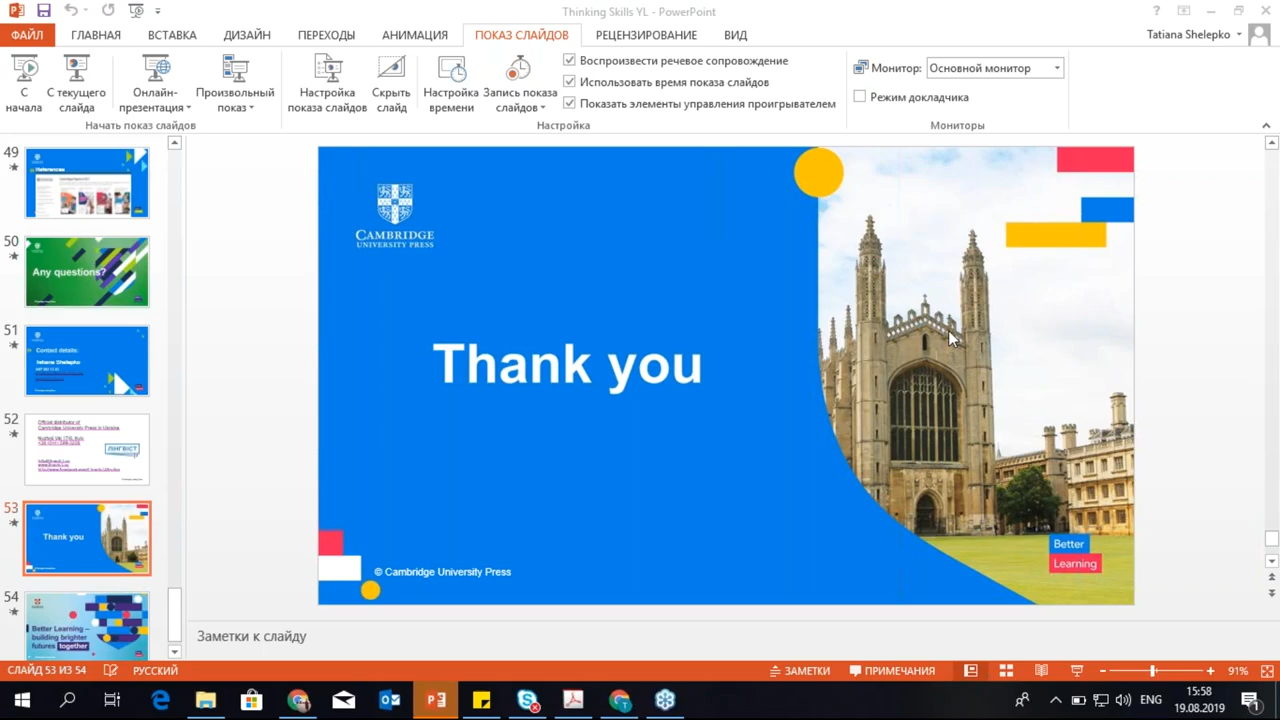 Thinking Skills YL - PowerPoint
ФАЙЛ ГЛАВНАЯ ВСТАВКА ДИЗАЙН ПЕРЕХОДЫ АНИМАЦИЯ ПОКАЗ СЛАЙДОВ РЕЦЕНЗИРОВАНИЕ ВИД Tatiana Shelepko
С начала
С текущего слайда
Онлайн-презентация
Произвольный показ
Начать показ слайдов
Настройка показа слайдов
Скрыть слайд
Настройка времени
Запись показа слайдов
Воспроизвести речевое сопровождение
Использовать время показа слайдов
Показать элементы управления проигрывателем
Настройка
Монитор: Основной монитор
Режим докладчика
Мониторы
49
References
50
Any questions?
51
Contact details:
Tetiana Shelepko
52
Official distributor of
Cambridge University Press in Ukraine
ЛІНГВІСТ
53
Thank you
54
Better Learning –
building brighter
futures together
CAMBRIDGE
UNIVERSITY PRESS
Thank you
© Cambridge University Press
Better
Learning
Заметки к слайду
СЛАЙД 53 ИЗ 54 РУССКИЙ ЗАМЕТКИ ПРИМЕЧАНИЯ 91%
ENG 15:58
19.08.2019